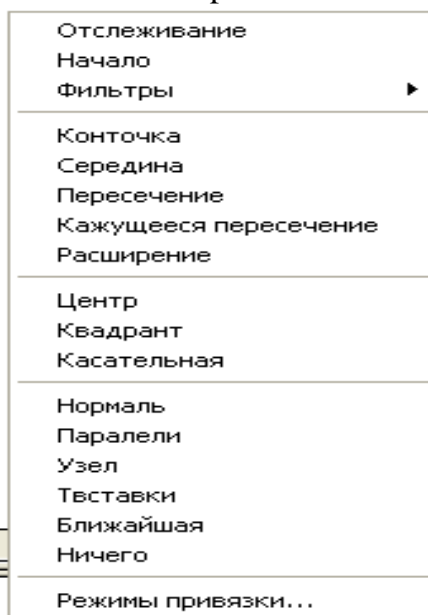 Отслеживание
Начало
Фильтры
Конточка
Середина
Пересечение
Кажущееся пересечение
Расширение
Центр
Квадрант
Касательная
Нормаль
Паралели
Узел
Твставки
Ближайшая
Ничего
Режимы привязки...